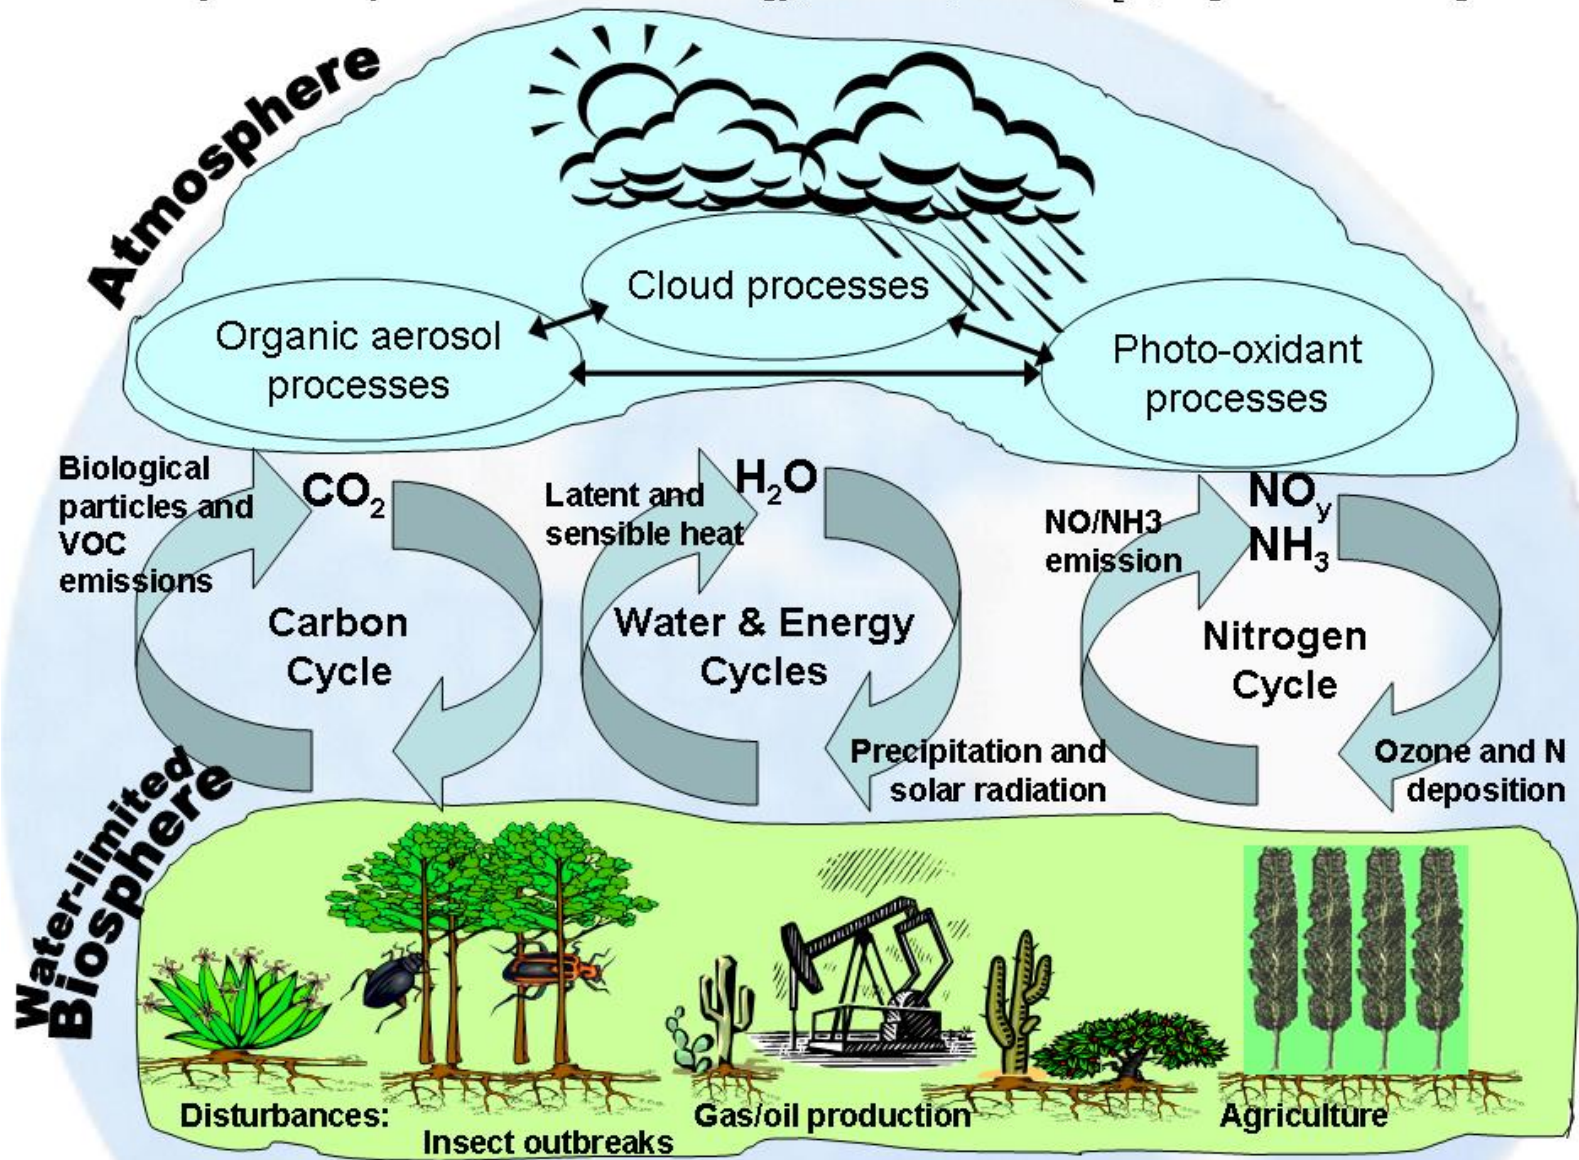 Atmosphere
Cloud processes
Organic aerosol
processes
Photo-oxidant
processes
Biological
particles and
VOC
emissions
CO₂
Carbon
Cycle
Latent and
sensible heat
H₂O
Water & Energy
Cycles
Precipitation and
solar radiation
NO/NH3
emission
NOy
NH₃
Nitrogen
Cycle
Ozone and N
deposition
Water-limited
Biosphere
Disturbances:
Insect outbreaks
Gas/oil production
Agriculture